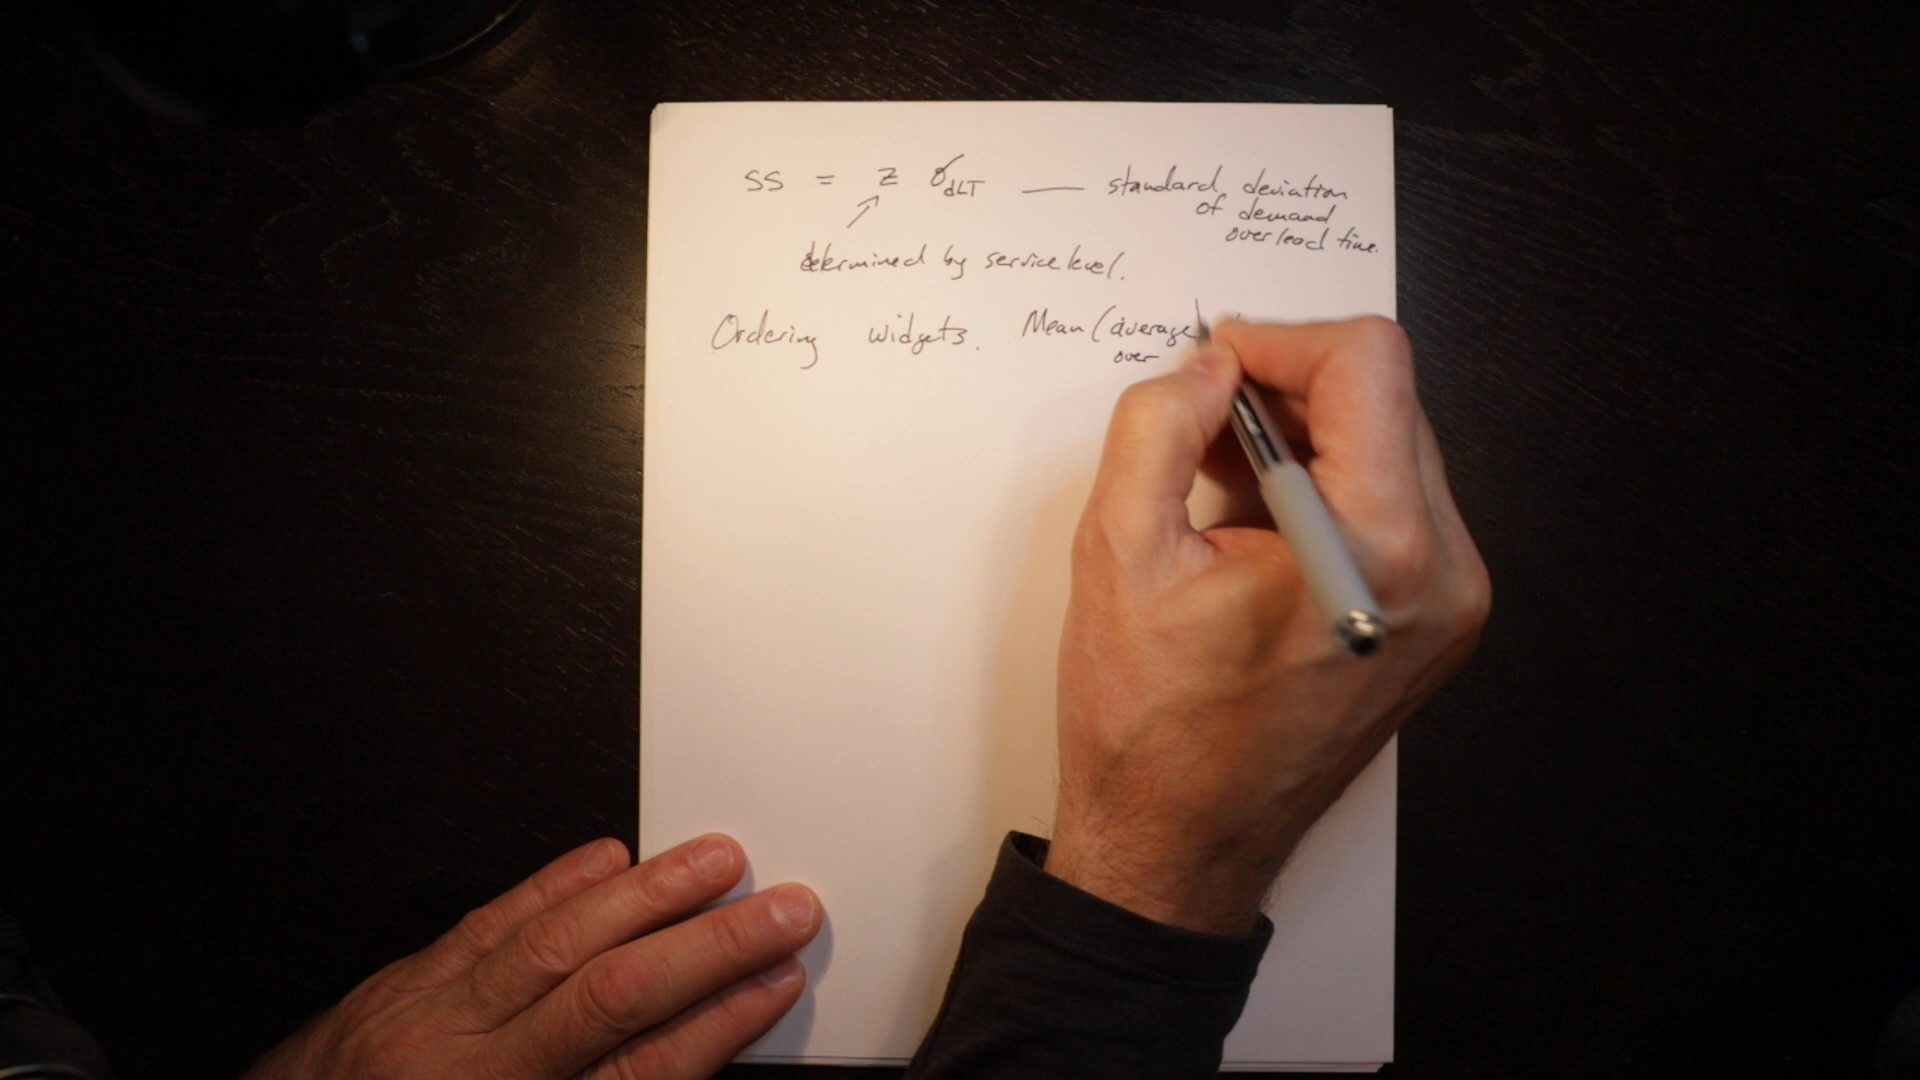 SS = z σdLT — standard deviation
of demand
over lead time.
determined by service level.
Ordering widgets. Mean (average
over